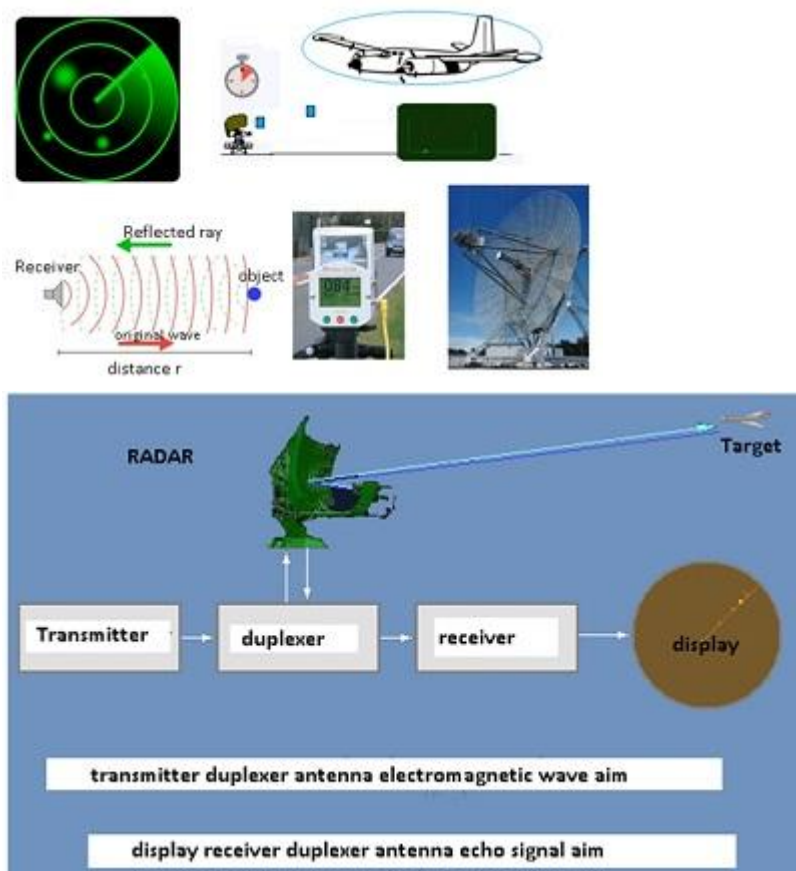 Reflected ray
Receiver
object
original wave
distance r
084
RADAR
Target
Transmitter
duplexer
receiver
display
transmitter duplexer antenna electromagnetic wave aim
display receiver duplexer antenna echo signal aim